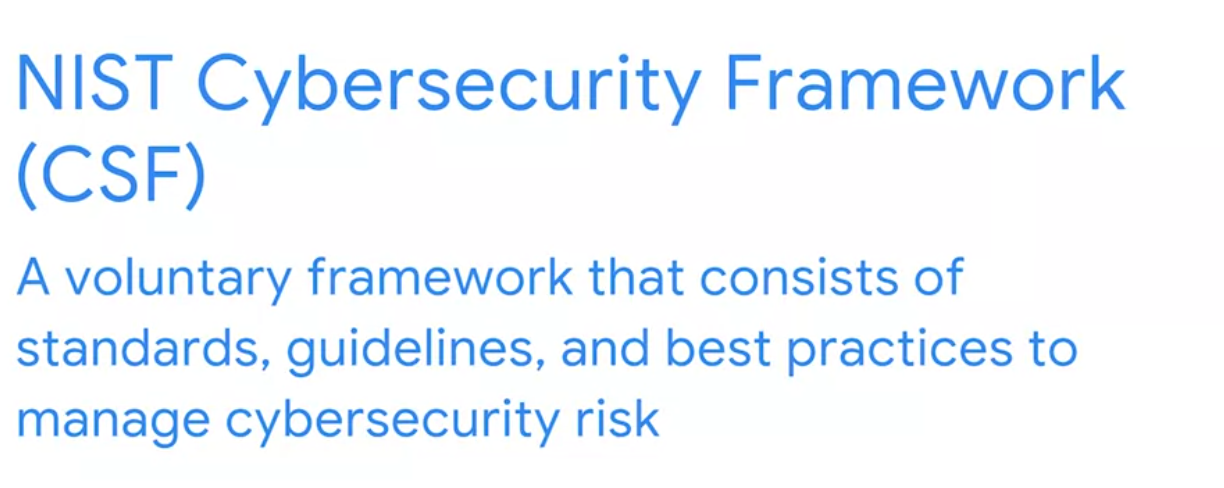 NIST Cybersecurity Framework
(CSF)
A voluntary framework that consists of
standards, guidelines, and best practices to
manage cybersecurity risk